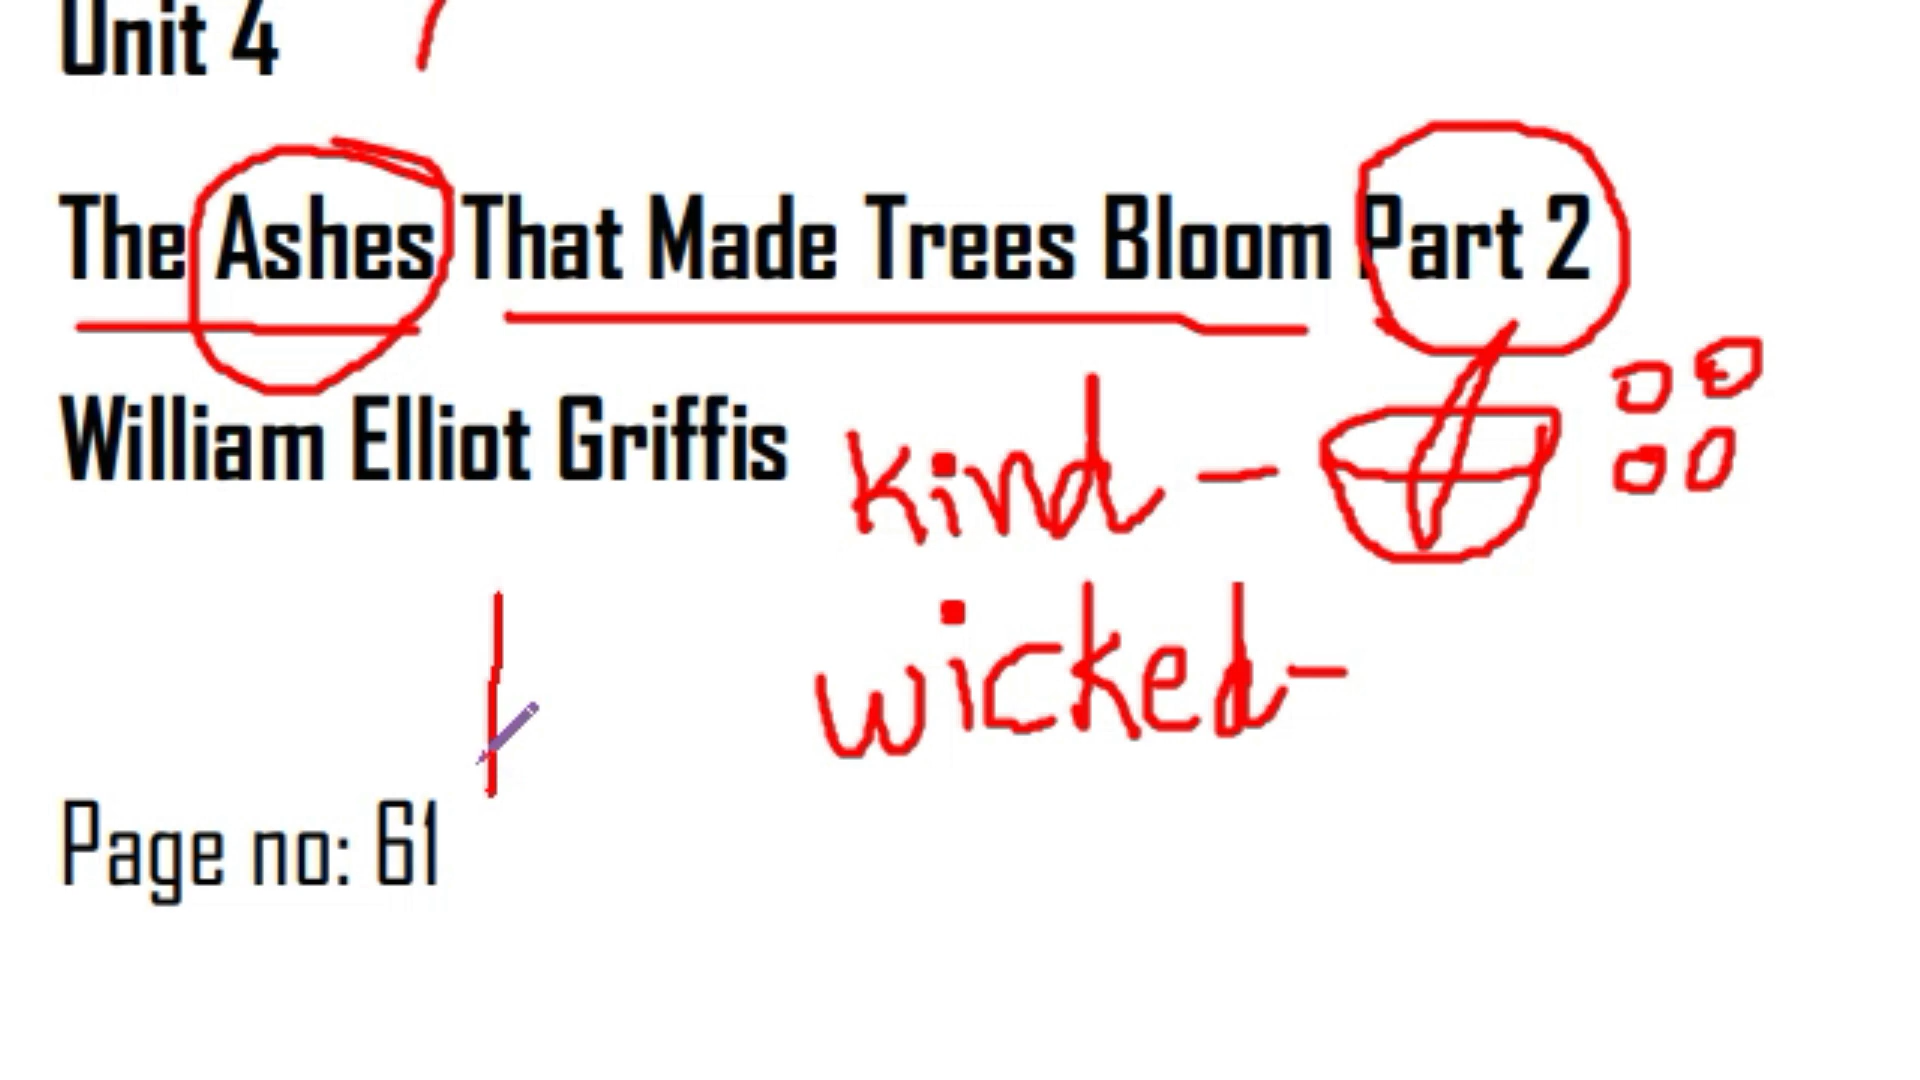 Unit 4
The Ashes That Made Trees Bloom Part 2
William Elliot Griffis
kind -
wicked-
Page no: 61